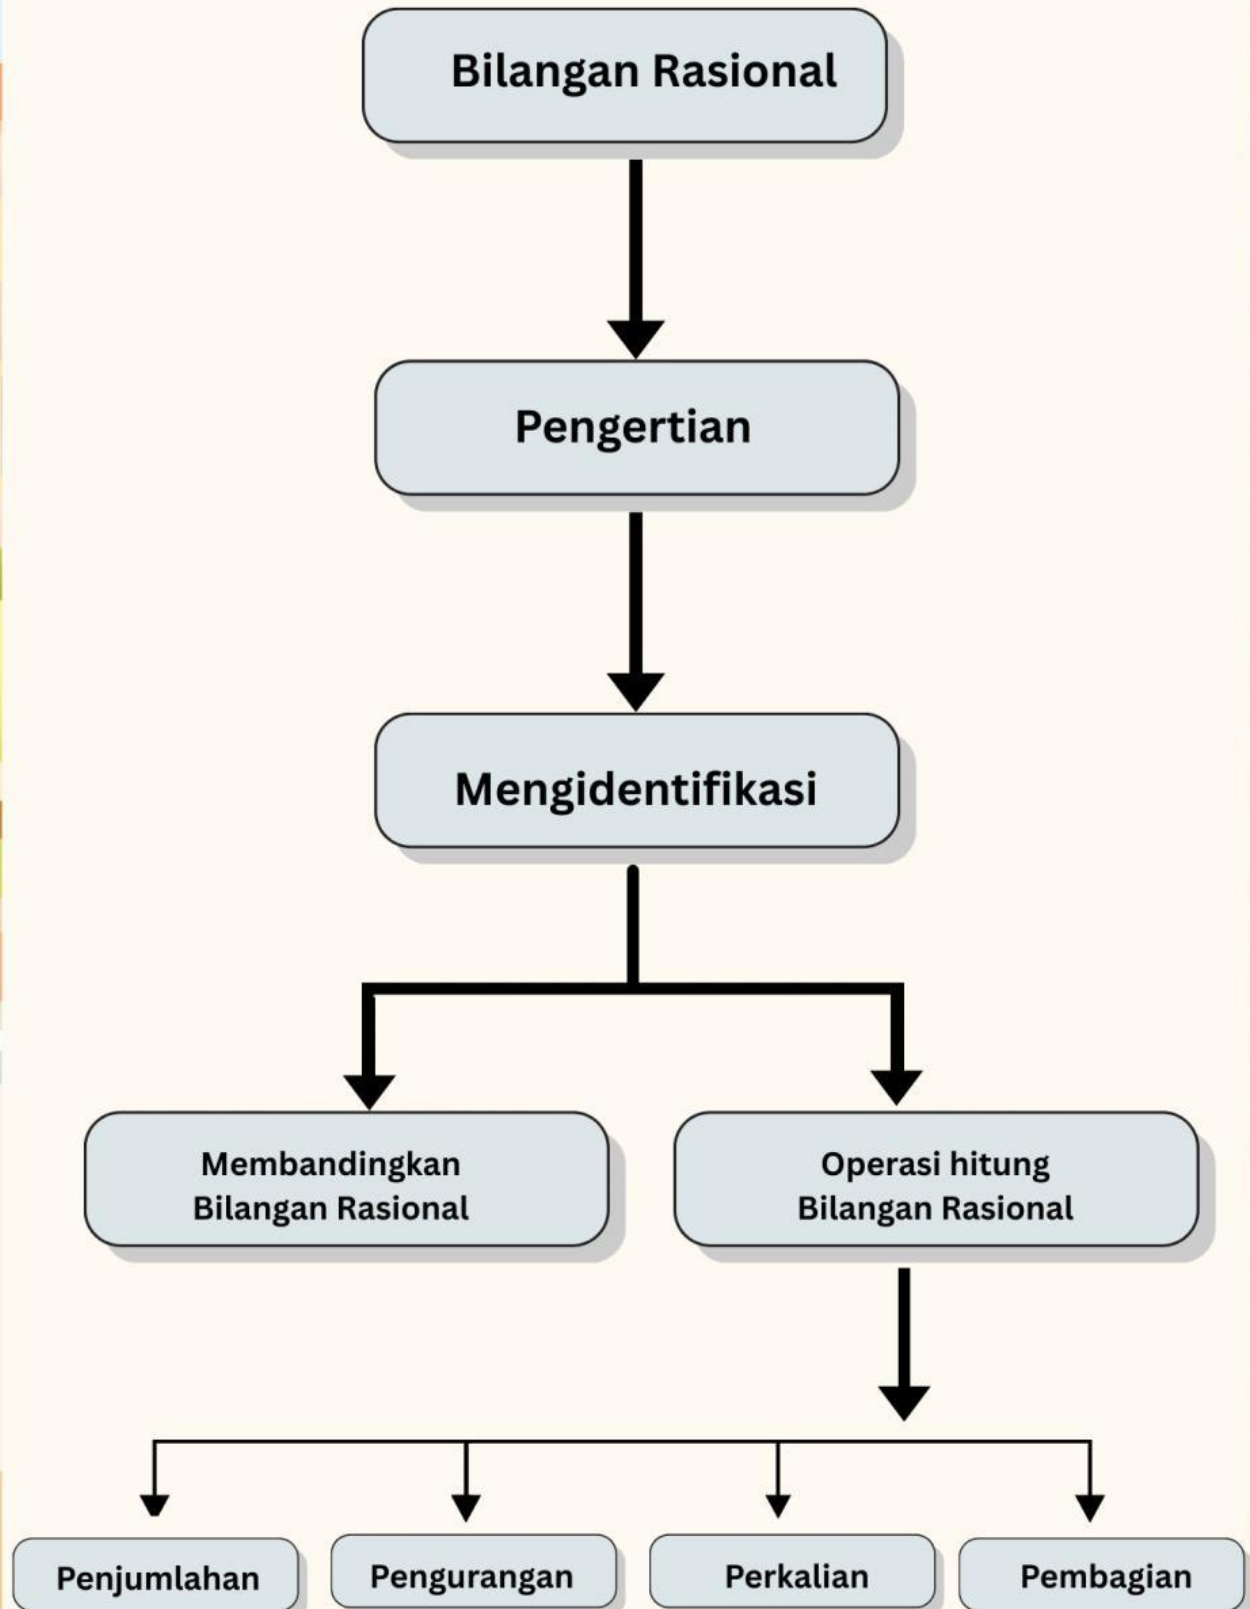 Bilangan Rasional
Pengertian
Mengidentifikasi
Membandingkan
Bilangan Rasional
Operasi hitung
Bilangan Rasional
Penjumlahan
Pengurangan
Perkalian
Pembagian